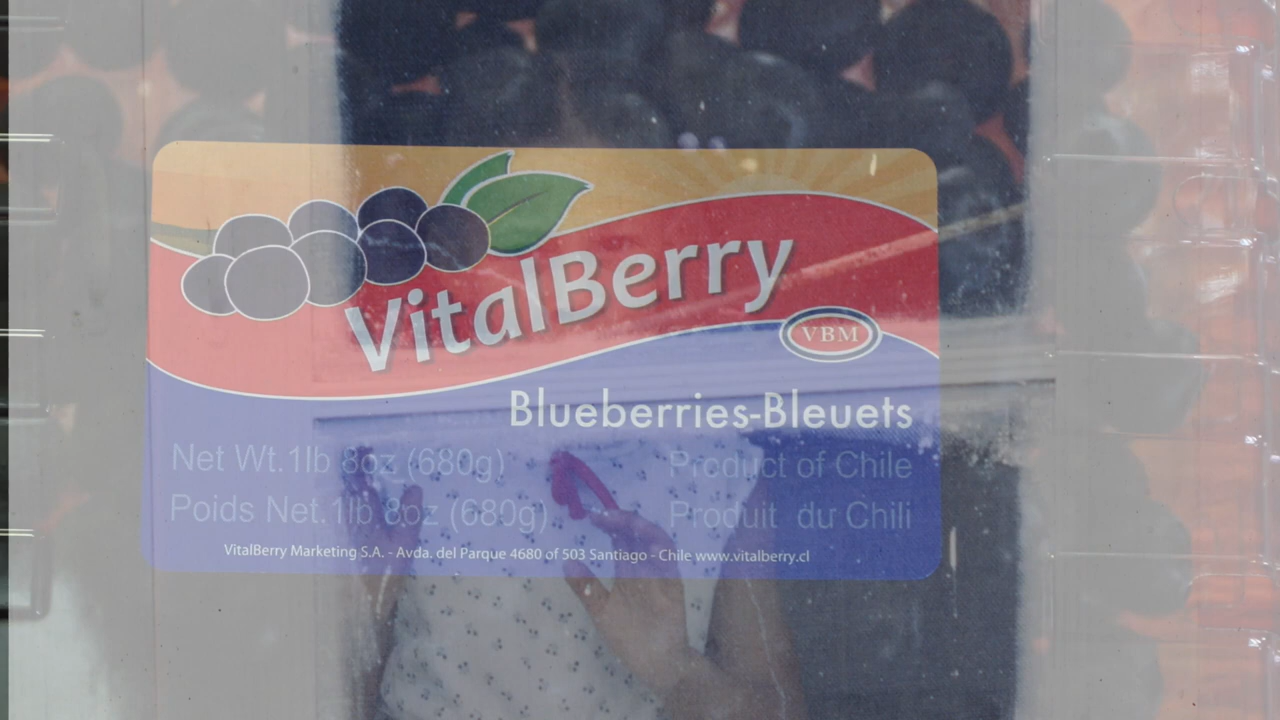 VitalBerry
VBM
Blueberries-Bleuets
Net Wt.1lb 8oz (680g)
Product of Chile
Poids Net.1lb 8oz (680g)
Produit du Chili
VitalBerry Marketing S.A. - Avda. del Parque 4680 of 503 Santiago - Chile www.vitalberry.cl